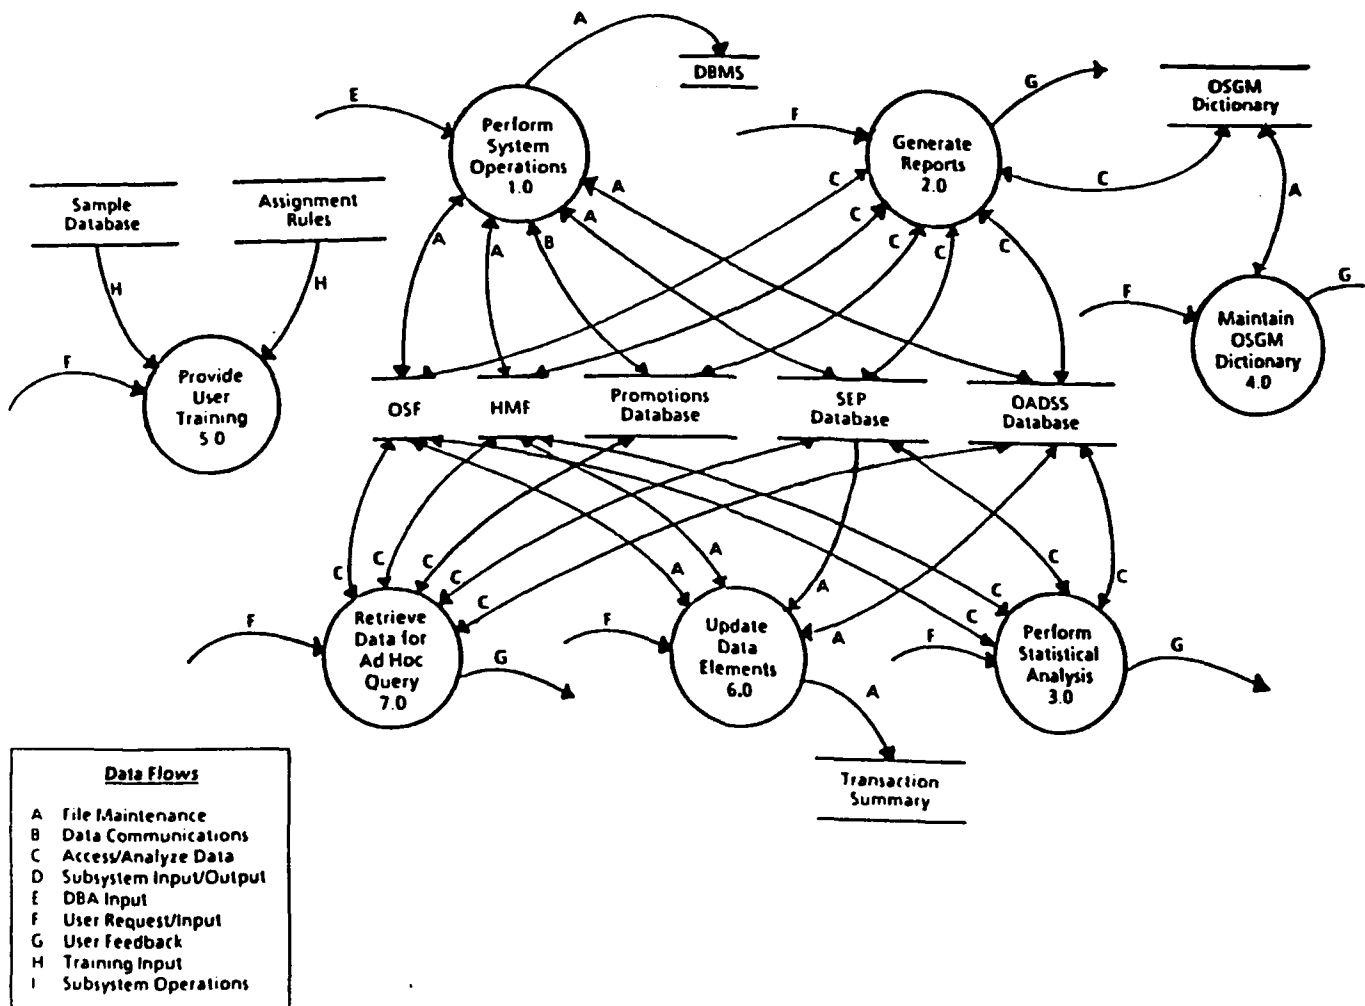 A
DBMS
E
Perform
System
Operations
1.0
F
G
Generate
Reports
2.0
OSGM
Dictionary
C
A
Sample
Database
Assignment
Rules
H
H
F
Provide
User
Training
5.0
A
A
B
A
A
C
C
C
C
C
F
G
Maintain
OSGM
Dictionary
4.0
OSF
HMF
Promotions
Database
SEP
Database
OADSS
Database
C
C
C
C
C
A
A
A
A
C
C
C
C
F
Retrieve
Data for
Ad Hoc
Query
7.0
G
F
Update
Data
Elements
6.0
A
F
Perform
Statistical
Analysis
3.0
G
Transaction
Summary
Data Flows
A File Maintenance
B Data Communications
C Access/Analyze Data
D Subsystem Input/Output
E DBA Input
F User Request/Input
G User Feedback
H Training Input
I Subsystem Operations